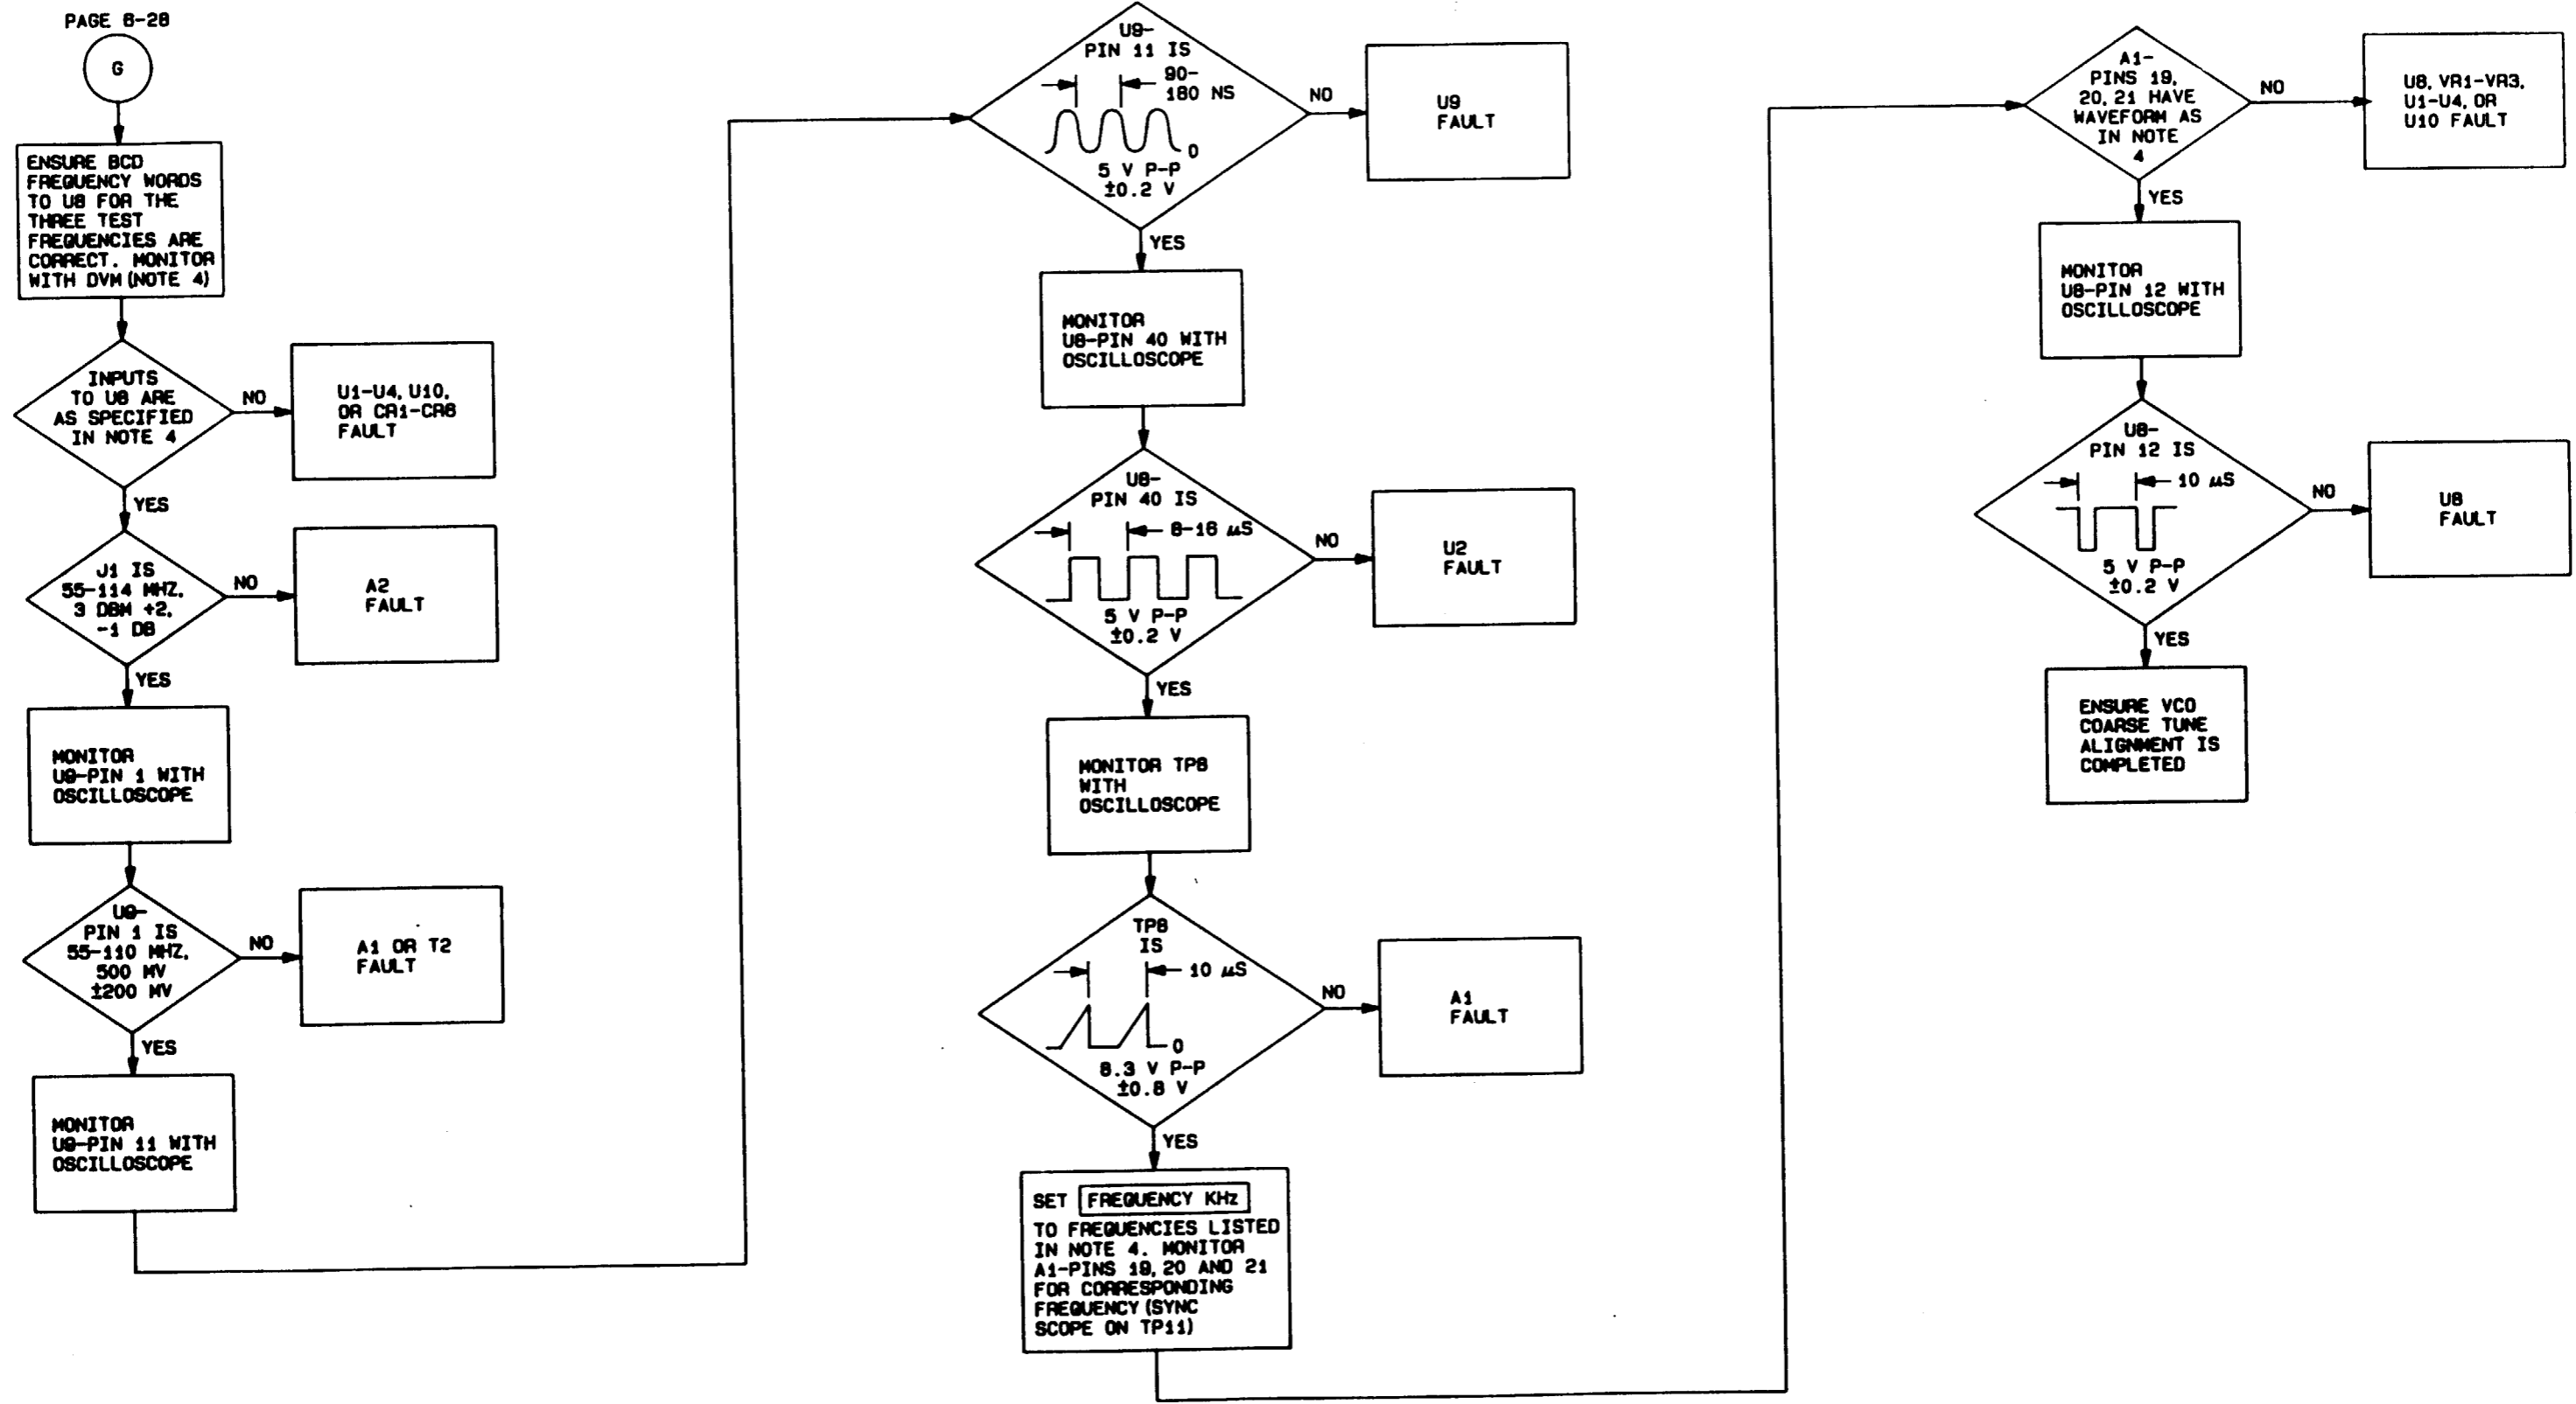 PAGE 6-28
G
ENSURE BCD
FREQUENCY WORDS
TO U8 FOR THE
THREE TEST
FREQUENCIES ARE
CORRECT. MONITOR
WITH DVM (NOTE 4)
INPUTS
TO U8 ARE
AS SPECIFIED
IN NOTE 4
NO
U1-U4, U10,
OR CR1-CR8
FAULT
YES
J1 IS
55-114 MHZ,
3 DBM +2,
-1 DB
NO
A2
FAULT
YES
MONITOR
U9-PIN 1 WITH
OSCILLOSCOPE
U9-
PIN 1 IS
55-110 MHZ,
500 MV
±200 MV
NO
A1 OR T2
FAULT
YES
MONITOR
U9-PIN 11 WITH
OSCILLOSCOPE
U9-
PIN 11 IS
90-
180 NS
0
5 V P-P
±0.2 V
NO
U9
FAULT
YES
MONITOR
U8-PIN 40 WITH
OSCILLOSCOPE
U8-
PIN 40 IS
8-16 µS
5 V P-P
±0.2 V
NO
U2
FAULT
YES
MONITOR TP8
WITH
OSCILLOSCOPE
TP8
IS
10 µS
0
8.3 V P-P
±0.8 V
NO
A1
FAULT
YES
SET FREQUENCY KHz
TO FREQUENCIES LISTED
IN NOTE 4. MONITOR
A1-PINS 19, 20 AND 21
FOR CORRESPONDING
FREQUENCY (SYNC
SCOPE ON TP11)
A1-
PINS 19,
20, 21 HAVE
WAVEFORM AS
IN NOTE
4
NO
U8, VR1-VR3,
U1-U4, OR
U10 FAULT
YES
MONITOR
U8-PIN 12 WITH
OSCILLOSCOPE
U8-
PIN 12 IS
10 µS
5 V P-P
±0.2 V
NO
U8
FAULT
YES
ENSURE VCO
COARSE TUNE
ALIGNMENT IS
COMPLETED